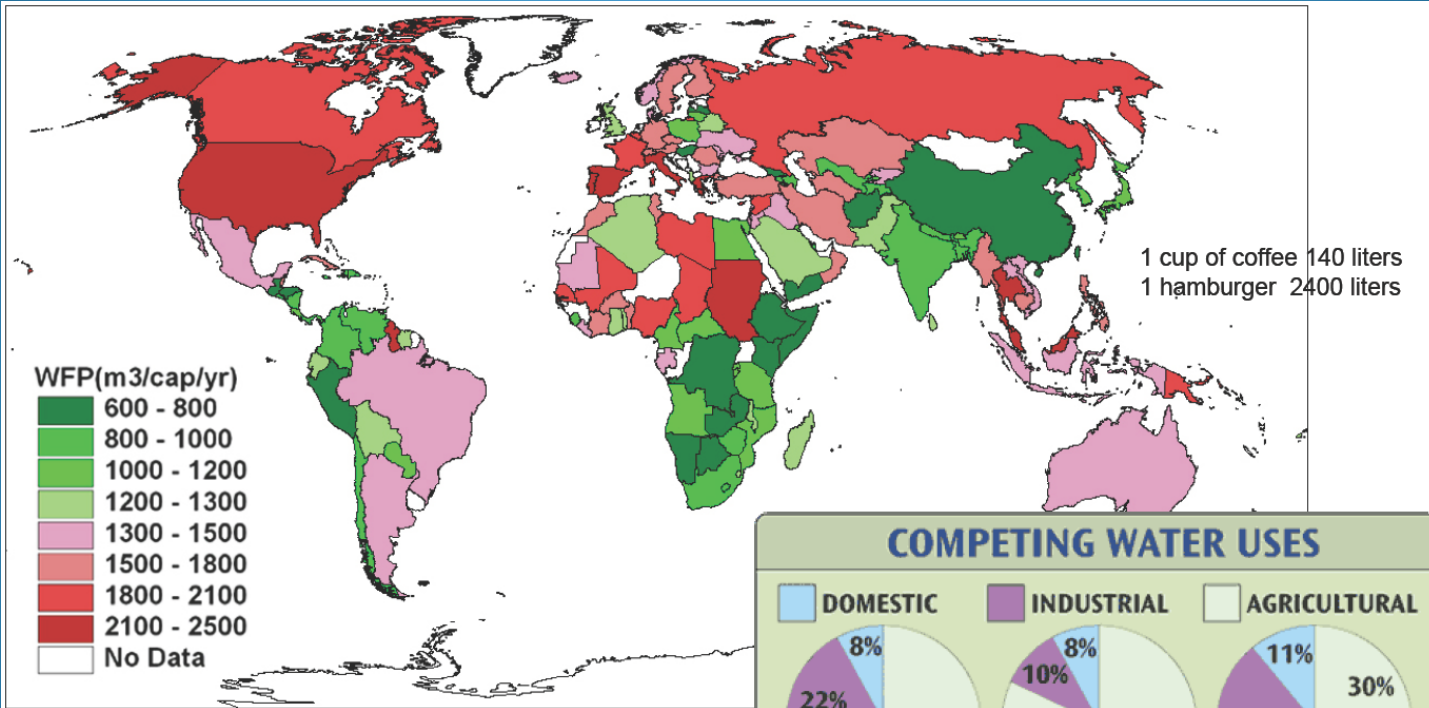 1 cup of coffee 140 liters
1 hamburger 2400 liters
WFP(m3/cap/yr)
600 - 800
800 - 1000
1000 - 1200
1200 - 1300
1300 - 1500
1500 - 1800
1800 - 2100
2100 - 2500
No Data
COMPETING WATER USES
DOMESTIC INDUSTRIAL AGRICULTURAL
8% 8% 11%
22% 10% 30%